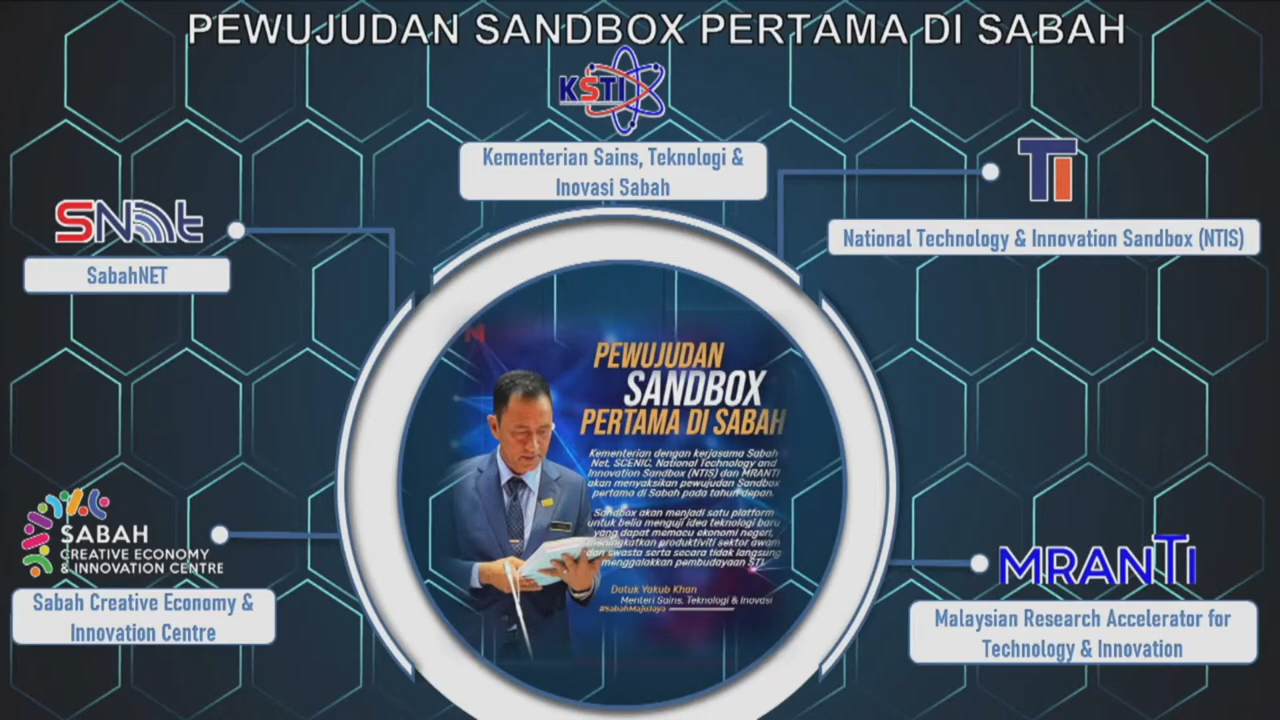 PEWUJUDAN SANDBOX PERTAMA DI SABAH
KSTI
Kementerian Sains, Teknologi &
Inovasi Sabah
TI
National Technology & Innovation Sandbox (NTIS)
SNet
SabahNET
PEWUJUDAN
SANDBOX
PERTAMA DI SABAH
Kementerian dengan kerjasama Sabah
Net, SCENIC, National Technology and
Innovation Sandbox (NTIS) dan MRANTI
akan menyaksikan pewujudan Sandbox
pertama di Sabah pada tahun depan.
Sandbox akan menjadi satu platform
untuk belia menguji idea teknologi baru
yang dapat memacu ekonomi negeri,
meningkatkan produktiviti sektor awam
dan swasta serta secara tidak langsung
menggalakkan pembudayaan STI.
Datuk Yakub Khan
Menteri Sains, Teknologi & Inovasi
#SabahMajuJaya
SABAH
CREATIVE ECONOMY
& INNOVATION CENTRE
Sabah Creative Economy &
Innovation Centre
MRANTI
Malaysian Research Accelerator for
Technology & Innovation